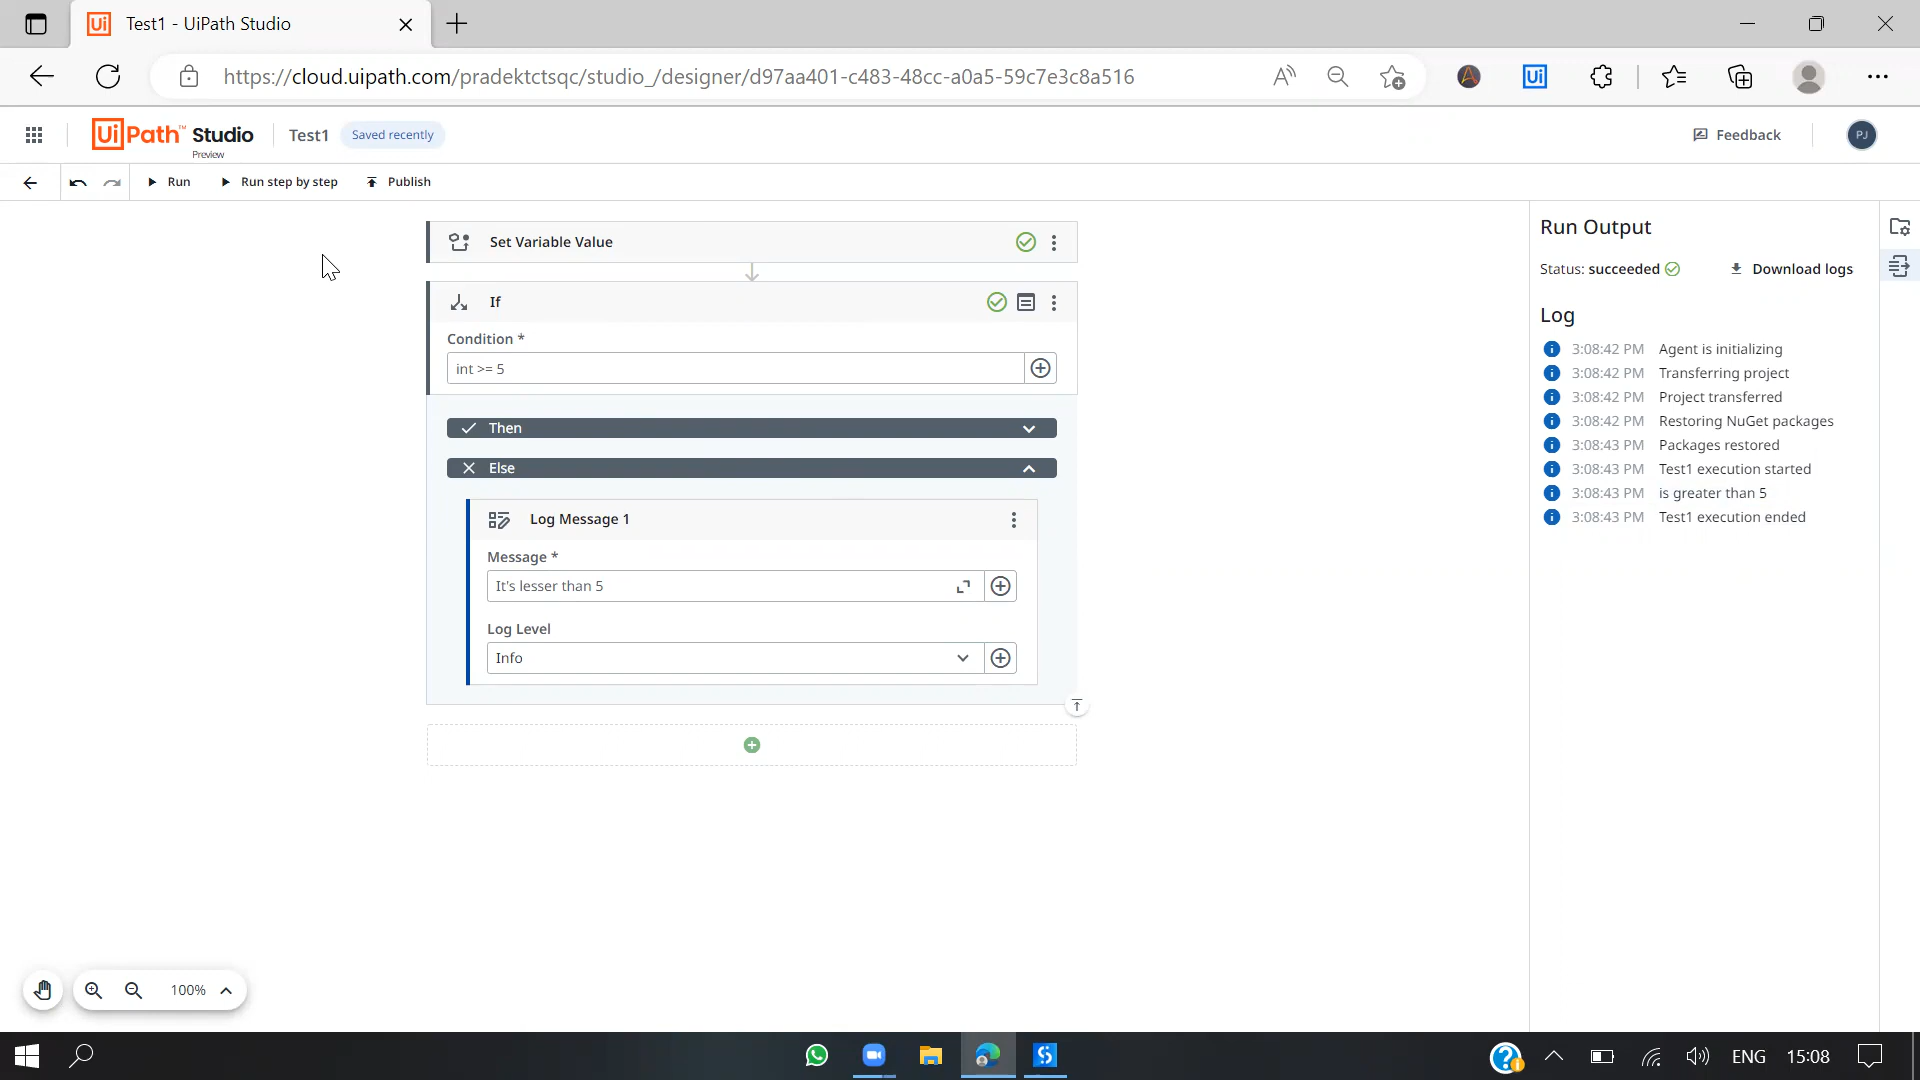 Test1 - UiPath Studio
https://cloud.uipath.com/pradektctsqc/studio_/designer/d97aa401-c483-48cc-a0a5-59c7e3c8a516
UiPath™ Studio
Preview
Test1
Saved recently
Feedback
PJ
Run
Run step by step
Publish
Set Variable Value
If
Condition *
int >= 5
Then
Else
Log Message 1
Message *
It's lesser than 5
Log Level
Info
Run Output
Status: succeeded
Download logs
Log
3:08:42 PM Agent is initializing
3:08:42 PM Transferring project
3:08:42 PM Project transferred
3:08:42 PM Restoring NuGet packages
3:08:43 PM Packages restored
3:08:43 PM Test1 execution started
3:08:43 PM is greater than 5
3:08:43 PM Test1 execution ended
100%
ENG
15:08